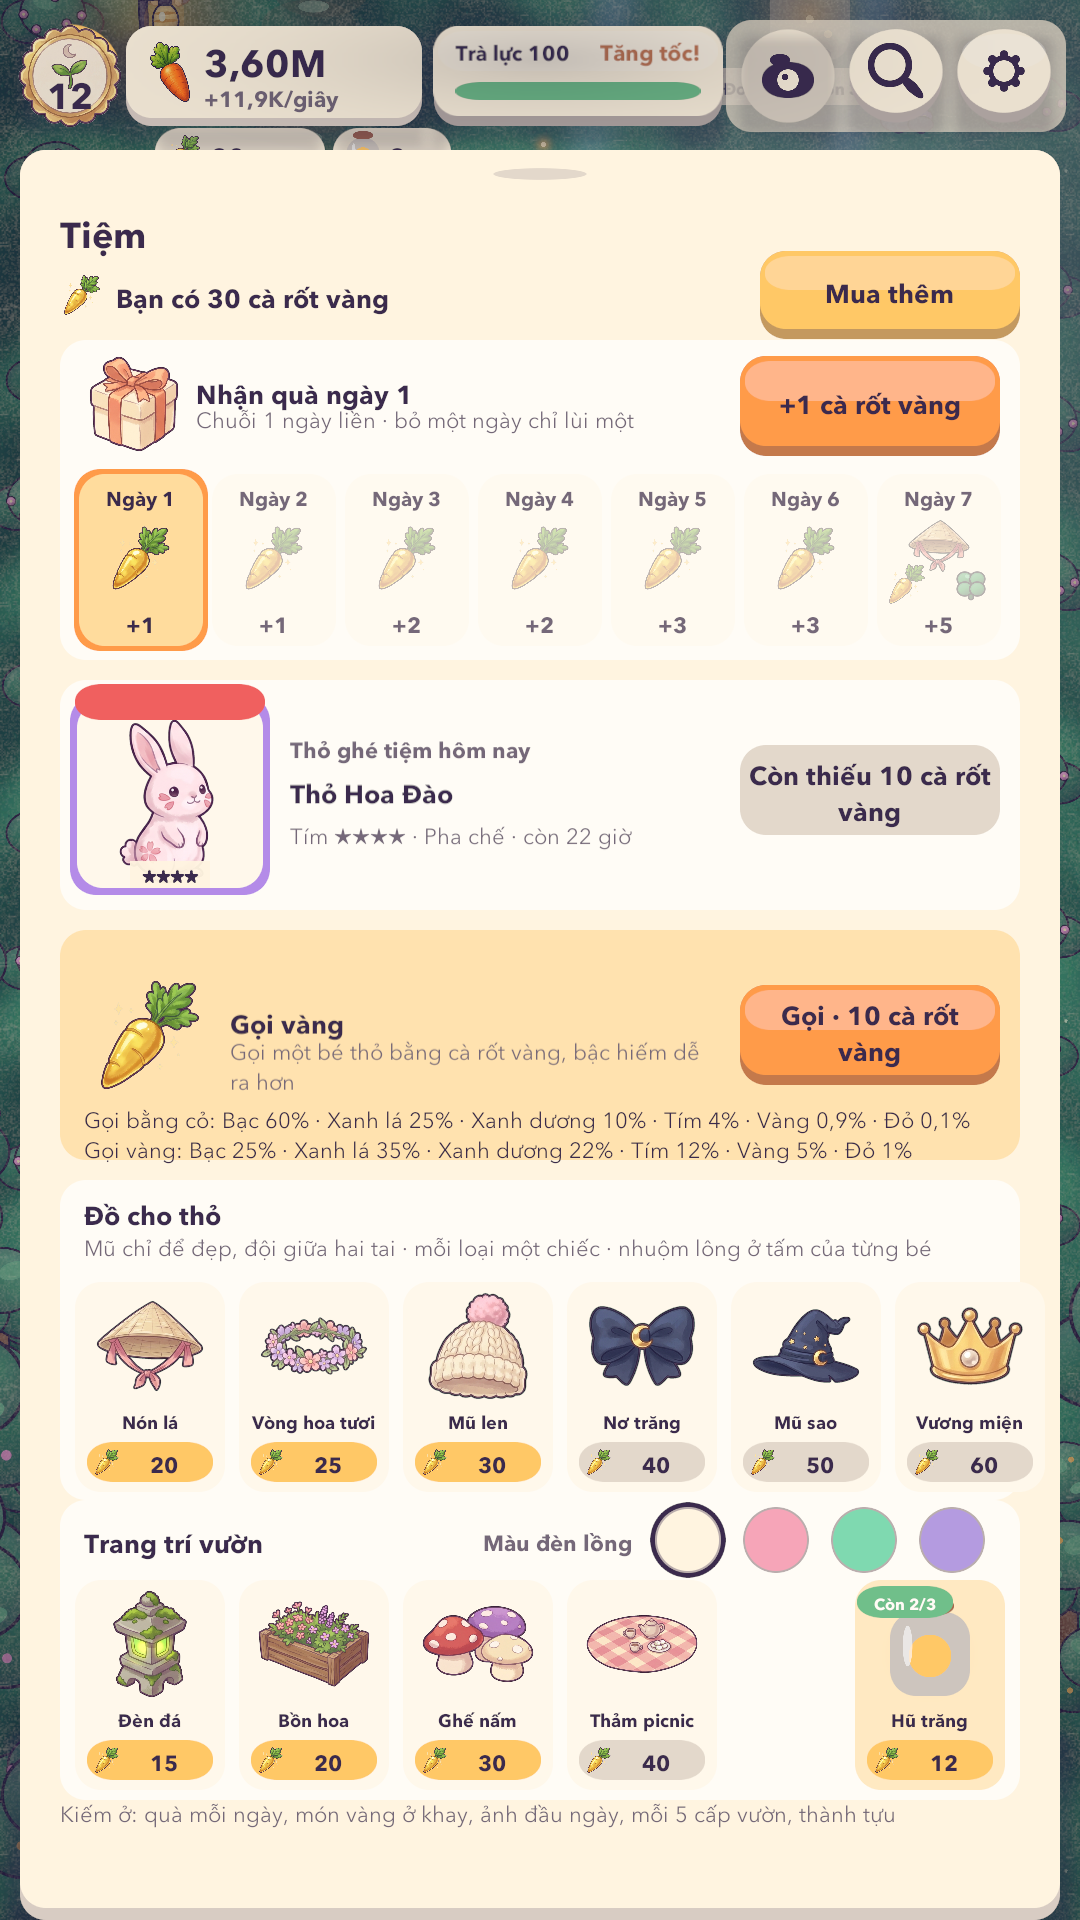 12
3,60M
+11,9K/giây
Trà lực 100
Tăng tốc!
Tiệm
Bạn có 30 cà rốt vàng
Mua thêm
Nhận quà ngày 1
Chuỗi 1 ngày liền · bỏ một ngày chỉ lùi một
+1 cà rốt vàng
Ngày 1
Ngày 2
Ngày 3
Ngày 4
Ngày 5
Ngày 6
Ngày 7
+1
+1
+2
+2
+3
+3
+5
Thỏ ghé tiệm hôm nay
Thỏ Hoa Đào
Tím ★★★★ · Pha chế · còn 22 giờ
★★★★
Còn thiếu 10 cà rốt
vàng
Gọi vàng
Gọi một bé thỏ bằng cà rốt vàng, bậc hiếm dễ
ra hơn
Gọi · 10 cà rốt
vàng
Gọi bằng cỏ: Bạc 60% · Xanh lá 25% · Xanh dương 10% · Tím 4% · Vàng 0,9% · Đỏ 0,1%
Gọi vàng: Bạc 25% · Xanh lá 35% · Xanh dương 22% · Tím 12% · Vàng 5% · Đỏ 1%
Đồ cho thỏ
Mũ chỉ để đẹp, đội giữa hai tai · mỗi loại một chiếc · nhuộm lông ở tấm của từng bé
Nón lá
Vòng hoa tươi
Mũ len
Nơ trăng
Mũ sao
Vương miện
20
25
30
40
50
60
Trang trí vườn
Màu đèn lồng
Còn 2/3
Đèn đá
Bồn hoa
Ghế nấm
Thảm picnic
Hũ trăng
15
20
30
40
12
Kiếm ở: quà mỗi ngày, món vàng ở khay, ảnh đầu ngày, mỗi 5 cấp vườn, thành tựu